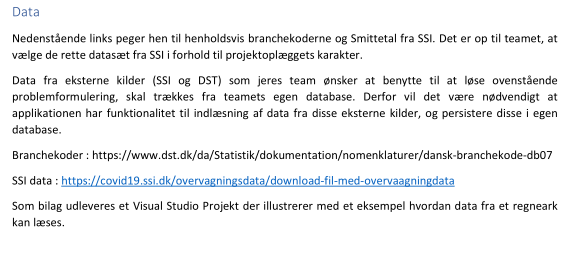 Data
Nedenstående links peger hen til henholdsvis branchekoderne og Smittetal fra SSI. Det er op til teamet, at
vælge de rette datasæt fra SSI i forhold til projektoplæggets karakter.
Data fra eksterne kilder (SSI og DST) som jeres team ønsker at benytte til at løse ovenstående
problemformulering, skal trækkes fra teamets egen database. Derfor vil det være nødvendigt at
applikationen har funktionalitet til indlæsning af data fra disse eksterne kilder, og persistere disse i egen
database.
Branchekoder : https://www.dst.dk/da/Statistik/dokumentation/nomenklaturer/dansk-branchekode-db07
SSI data : https://covid19.ssi.dk/overvagningsdata/download-fil-med-overvaagningdata
Som bilag udleveres et Visual Studio Projekt der illustrerer med et eksempel hvordan data fra et regneark
kan læses.